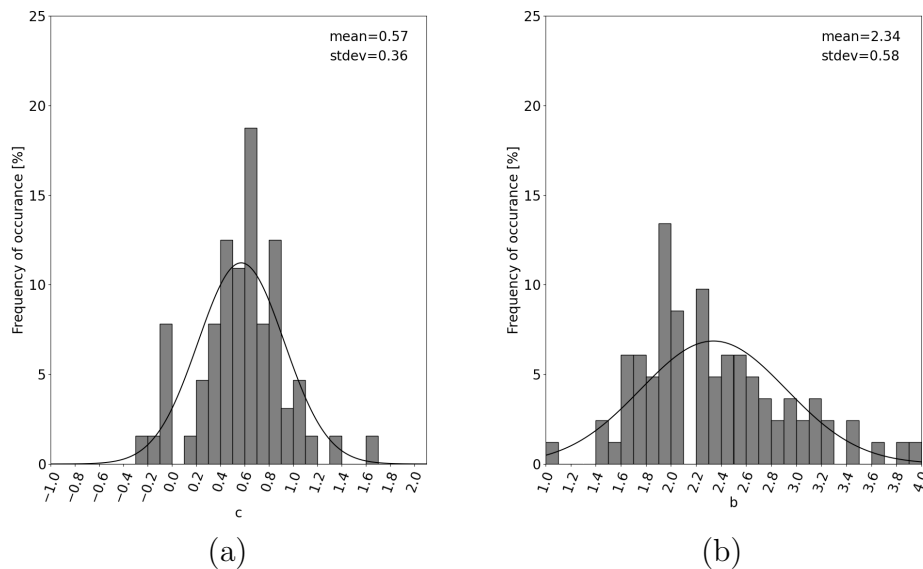 25
20
15
10
5
0
Frequency of occurance [%]
mean=0.57
stdev=0.36
−1.0 −0.8 −0.6 −0.4 −0.2 0.0 0.2 0.4 0.6 0.8 1.0 1.2 1.4 1.6 1.8 2.0
c
(a)
25
20
15
10
5
0
Frequency of occurance [%]
mean=2.34
stdev=0.58
1.0 1.2 1.4 1.6 1.8 2.0 2.2 2.4 2.6 2.8 3.0 3.2 3.4 3.6 3.8 4.0
b
(b)